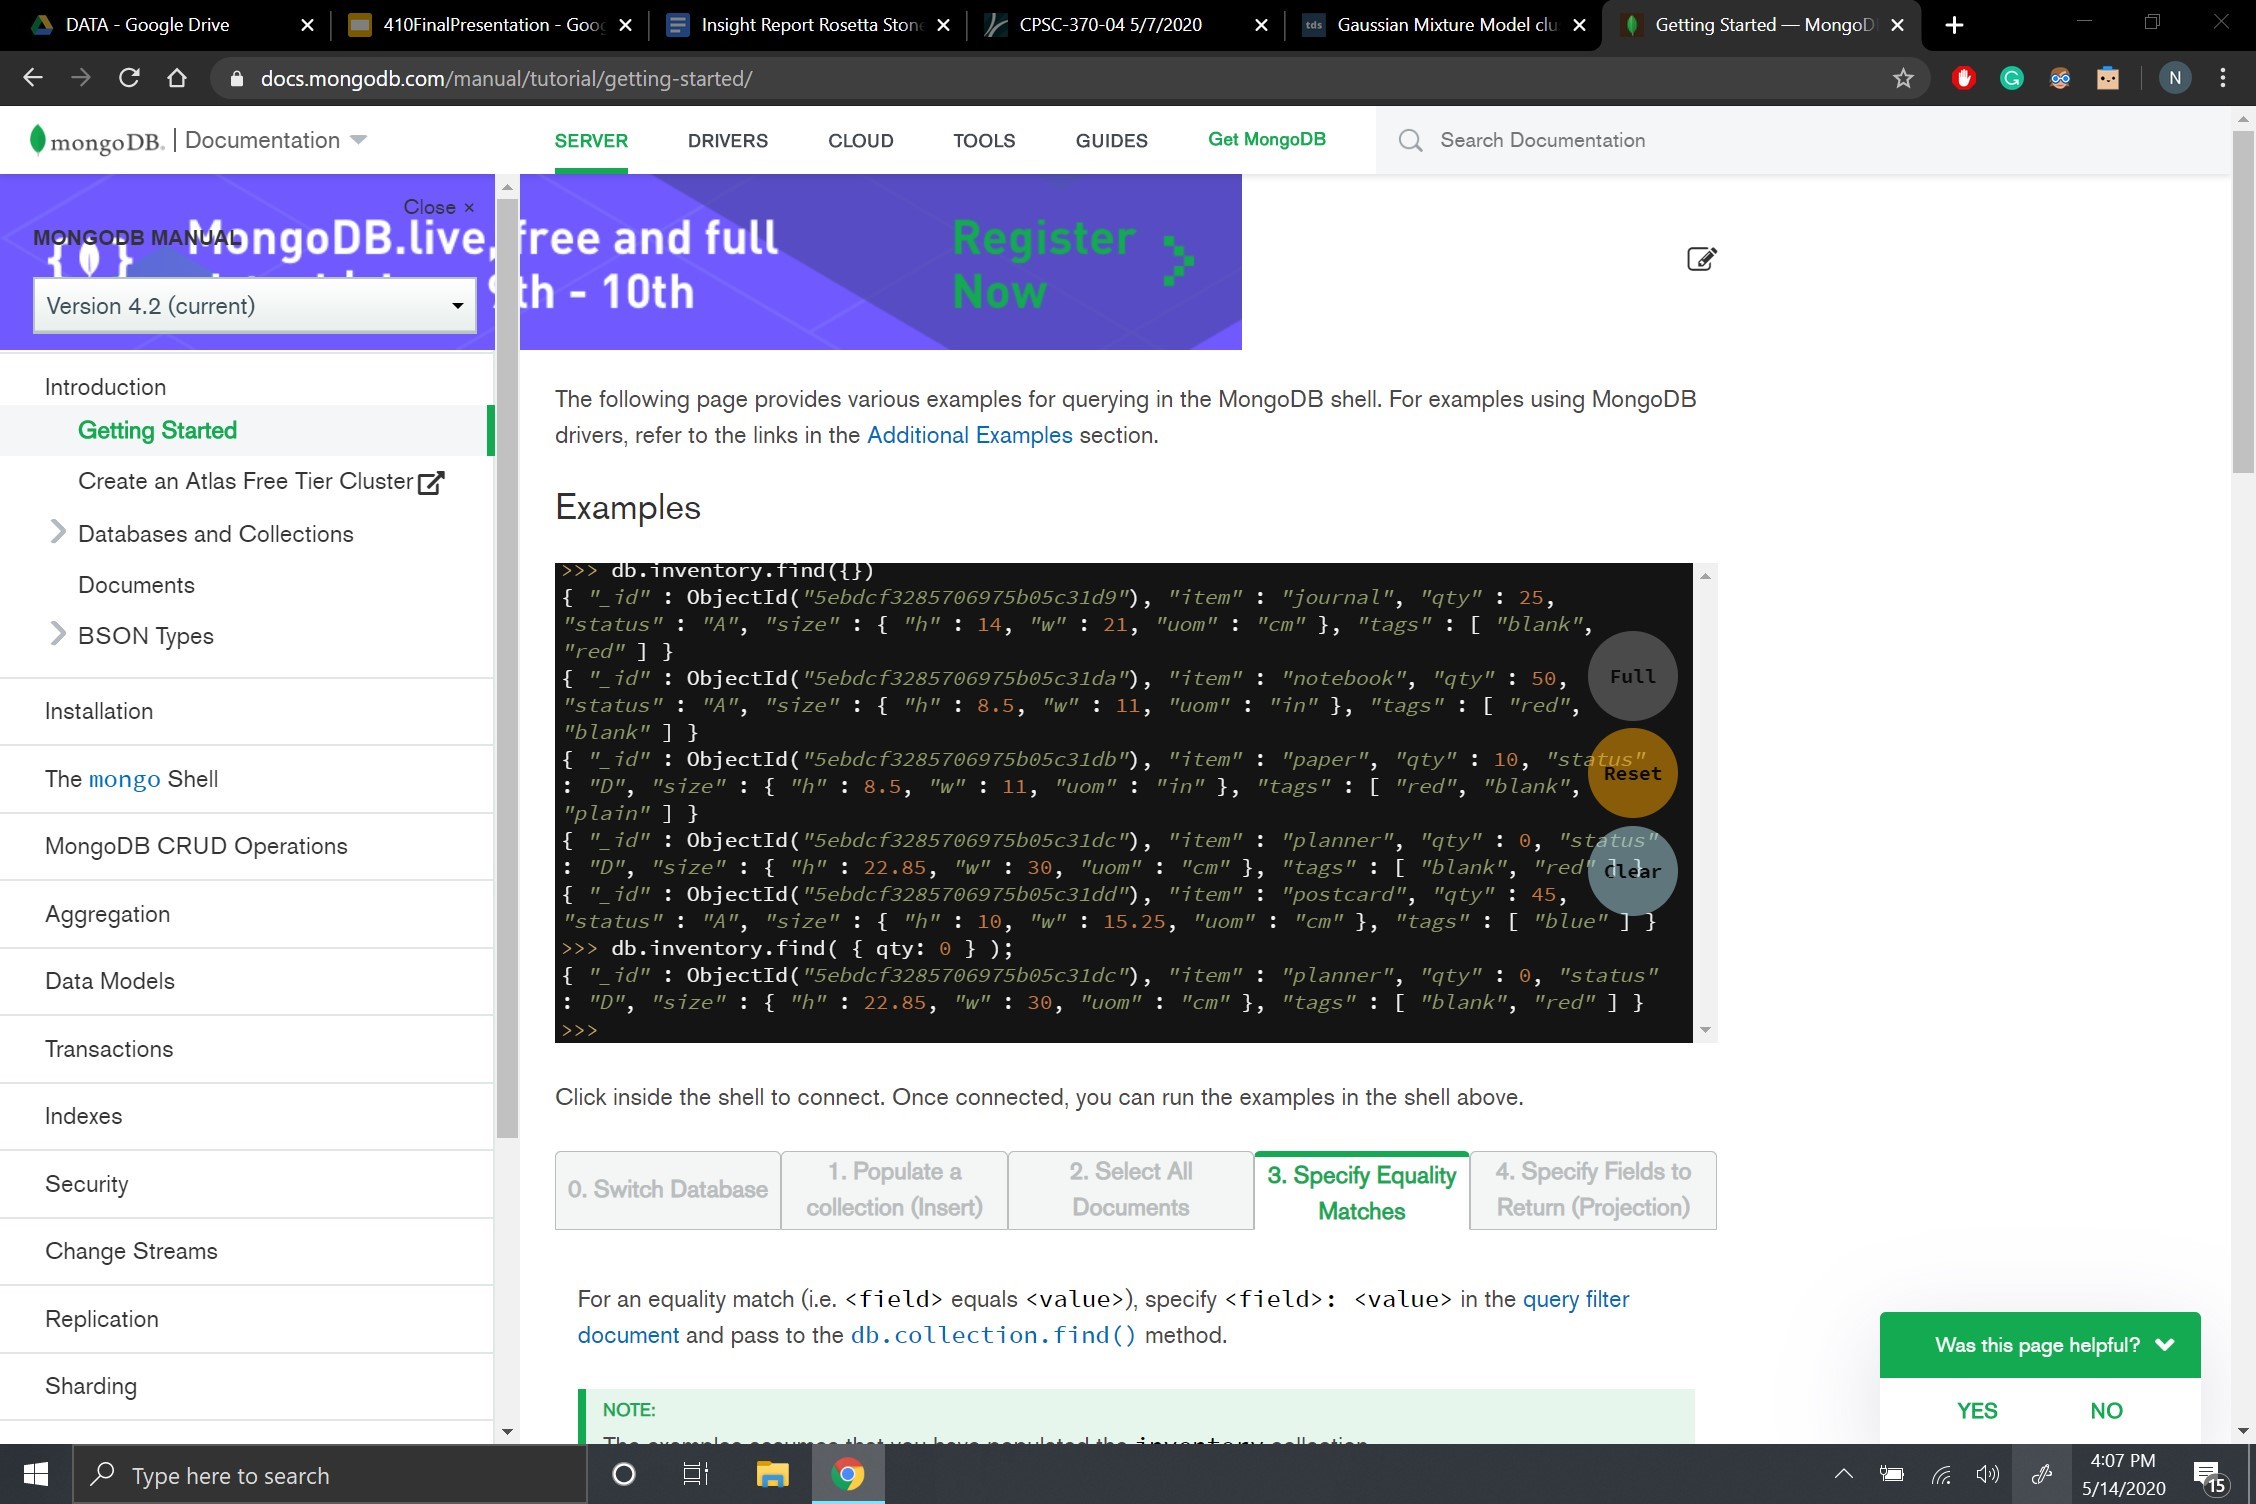 DATA - Google Drive
410FinalPresentation - Goo
Insight Report Rosetta Stone
CPSC-370-04 5/7/2020
Gaussian Mixture Model clu
Getting Started — MongoD
docs.mongodb.com/manual/tutorial/getting-started/
N
mongoDB. | Documentation
SERVER
DRIVERS
CLOUD
TOOLS
GUIDES
Get MongoDB
Search Documentation
Close ×
MONGODB MANUAL
MongoDB.live, free and full
9th - 10th
Register
Now
Version 4.2 (current)
Introduction
Getting Started
Create an Atlas Free Tier Cluster
Databases and Collections
Documents
BSON Types
Installation
The mongo Shell
MongoDB CRUD Operations
Aggregation
Data Models
Transactions
Indexes
Security
Change Streams
Replication
Sharding
The following page provides various examples for querying in the MongoDB shell. For examples using MongoDB
drivers, refer to the links in the Additional Examples section.
Examples
>>> db.inventory.find({})
{ "_id" : ObjectId("5ebdcf3285706975b05c31d9"), "item" : "journal", "qty" : 25,
"status" : "A", "size" : { "h" : 14, "w" : 21, "uom" : "cm" }, "tags" : [ "blank",
"red" ] }
{ "_id" : ObjectId("5ebdcf3285706975b05c31da"), "item" : "notebook", "qty" : 50,
"status" : "A", "size" : { "h" : 8.5, "w" : 11, "uom" : "in" }, "tags" : [ "red",
"blank" ] }
{ "_id" : ObjectId("5ebdcf3285706975b05c31db"), "item" : "paper", "qty" : 10, "status"
: "D", "size" : { "h" : 8.5, "w" : 11, "uom" : "in" }, "tags" : [ "red", "blank",
"plain" ] }
{ "_id" : ObjectId("5ebdcf3285706975b05c31dc"), "item" : "planner", "qty" : 0, "status"
: "D", "size" : { "h" : 22.85, "w" : 30, "uom" : "cm" }, "tags" : [ "blank", "red" ] }
{ "_id" : ObjectId("5ebdcf3285706975b05c31dd"), "item" : "postcard", "qty" : 45,
"status" : "A", "size" : { "h" : 10, "w" : 15.25, "uom" : "cm" }, "tags" : [ "blue" ] }
>>> db.inventory.find( { qty: 0 } );
{ "_id" : ObjectId("5ebdcf3285706975b05c31dc"), "item" : "planner", "qty" : 0, "status"
: "D", "size" : { "h" : 22.85, "w" : 30, "uom" : "cm" }, "tags" : [ "blank", "red" ] }
>>>
Full
Reset
Clear
Click inside the shell to connect. Once connected, you can run the examples in the shell above.
0. Switch Database
1. Populate a
collection (Insert)
2. Select All
Documents
3. Specify Equality
Matches
4. Specify Fields to
Return (Projection)
For an equality match (i.e. <field> equals <value>), specify <field>: <value> in the query filter
document and pass to the db.collection.find() method.
NOTE:
The examples assumes that you have populated the inventory collection
Was this page helpful?
YES
NO
Type here to search
4:07 PM
5/14/2020
15